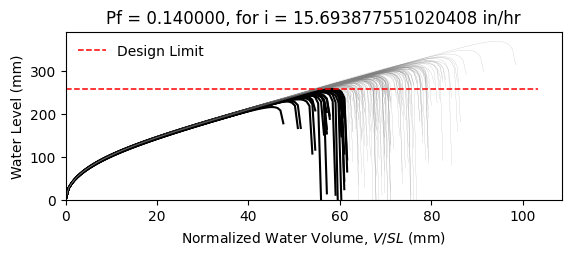 Pf = 0.140000, for i = 15.693877551020408 in/hr
Design Limit
Water Level (mm)
300
200
100
0
0 20 40 60 80 100
Normalized Water Volume, V/SL (mm)